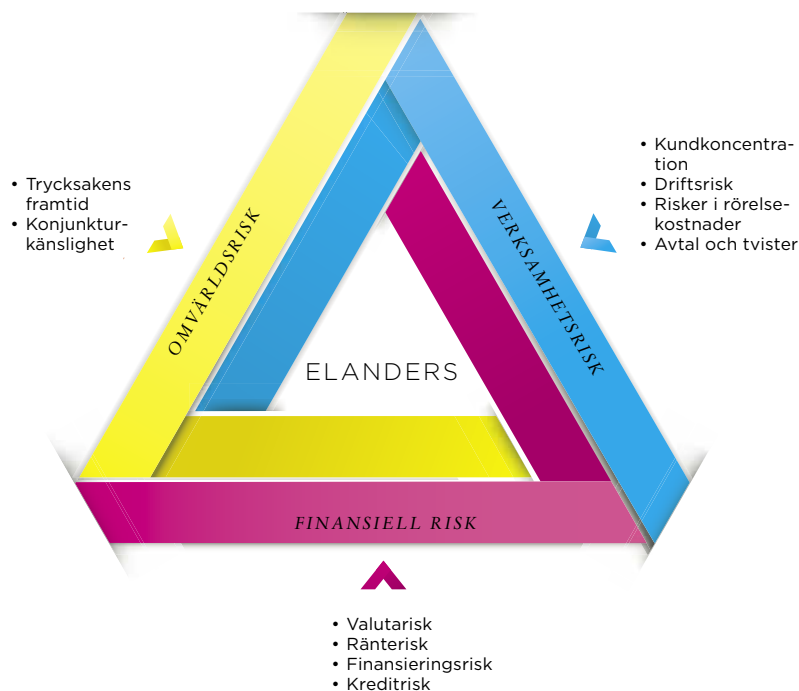 • Trycksakens
framtid
• Konjunktur-
känslighet
OMVÄRLDSRISK
VERKSAMHETSRISK
• Kundkoncentra-
tion
• Driftsrisk
• Risker i rörelse-
kostnader
• Avtal och tvister
ELANDERS
FINANSIELL RISK
• Valutarisk
• Ränterisk
• Finansieringsrisk
• Kreditrisk